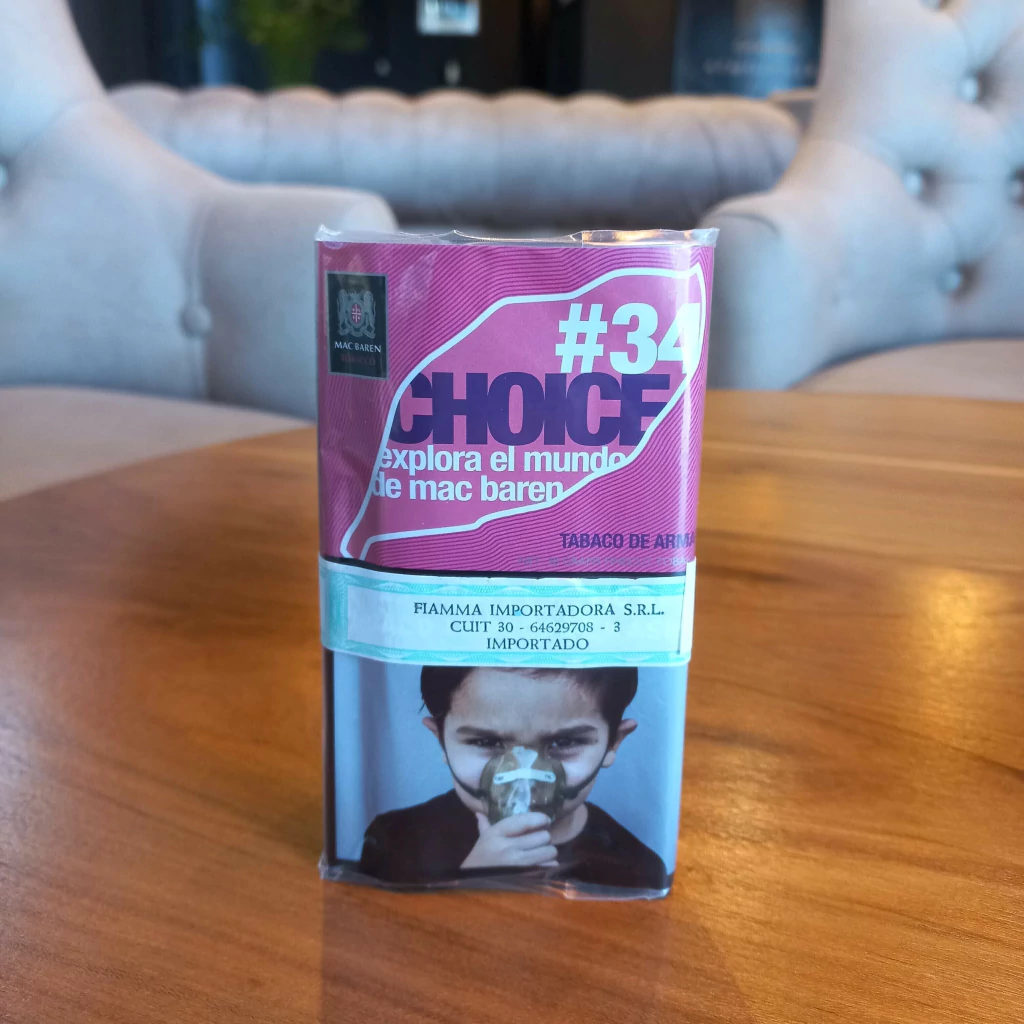 MAC BAREN
#34
CHOICE
explora el mundo
de mac baren
TABACO DE ARMA
FIAMMA IMPORTADORA S.R.L.
CUIT 30 - 64629708 - 3
IMPORTADO